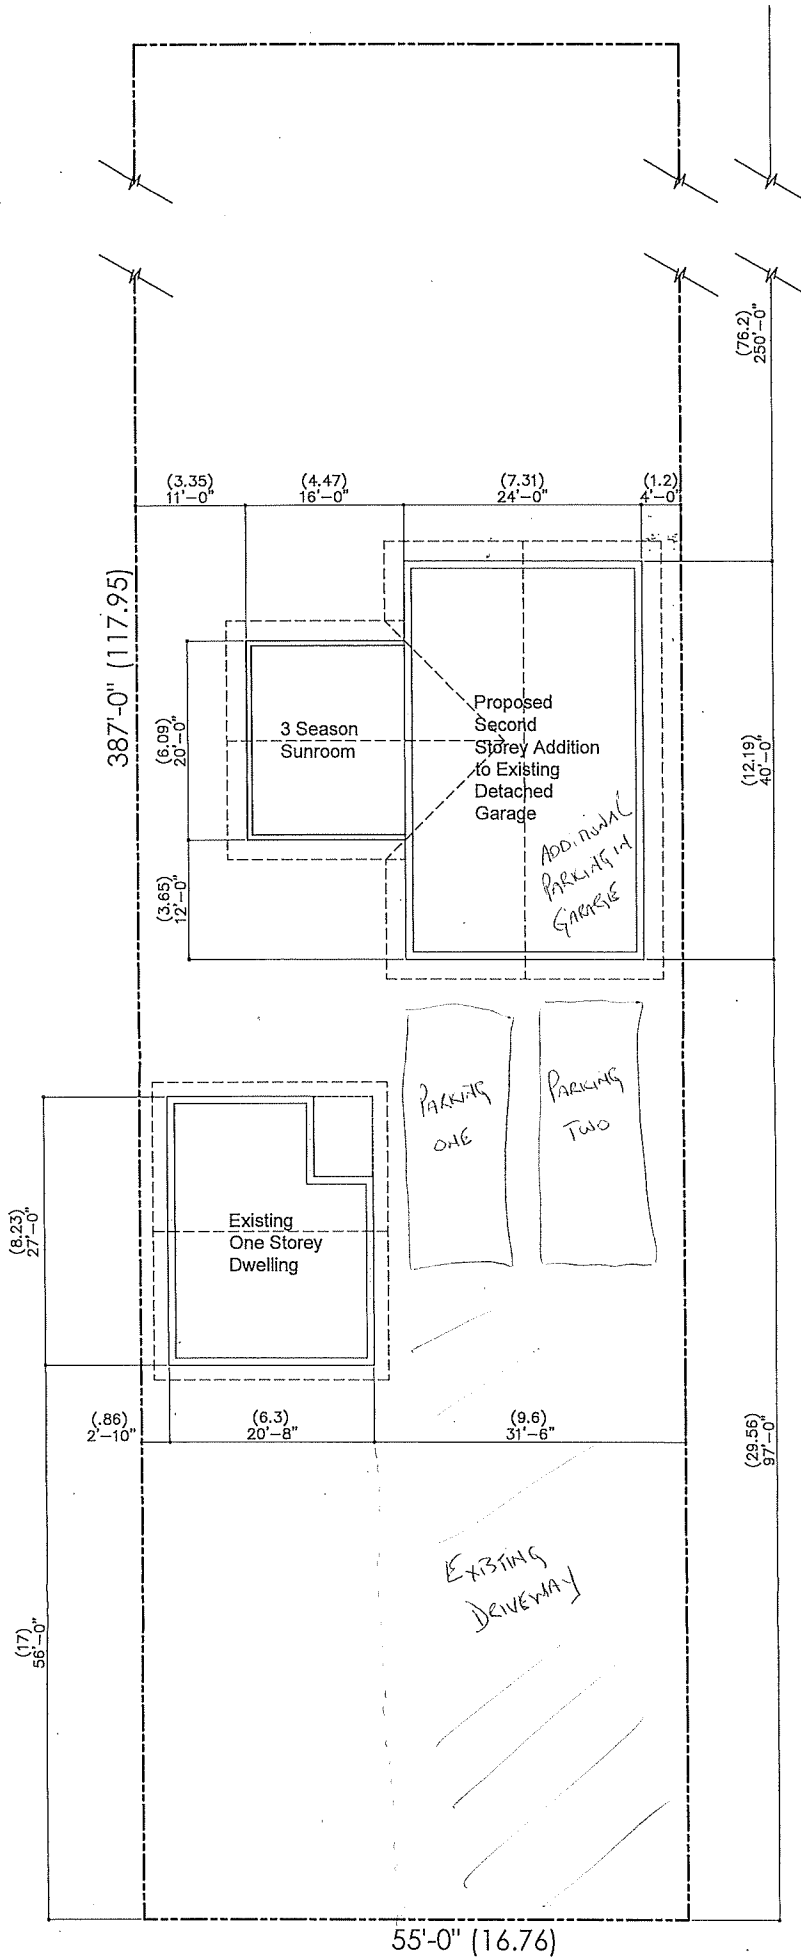 (76.2)
250'-0"
(3.35)
11'-0"
(4.47)
16'-0"
(7.31)
24'-0"
(1.2)
4'-0"
387'-0" (117.95)
(6.09)
20'-0"
3 Season
Sunroom
Proposed
Second
Storey Addition
to Existing
Detached
Garage
(12.19)
40'-0"
ADDITIONAL
PARKING IN
GARAGE
(3.65)
12'-0"
PARKING
ONE
PARKING
TWO
(8.23)
27'-0"
Existing
One Storey
Dwelling
(.86)
2'-10"
(6.3)
20'-8"
(9.6)
31'-6"
(29.56)
97'-0"
EXISTING
DRIVEWAY
(17)
56'-0"
55'-0" (16.76)